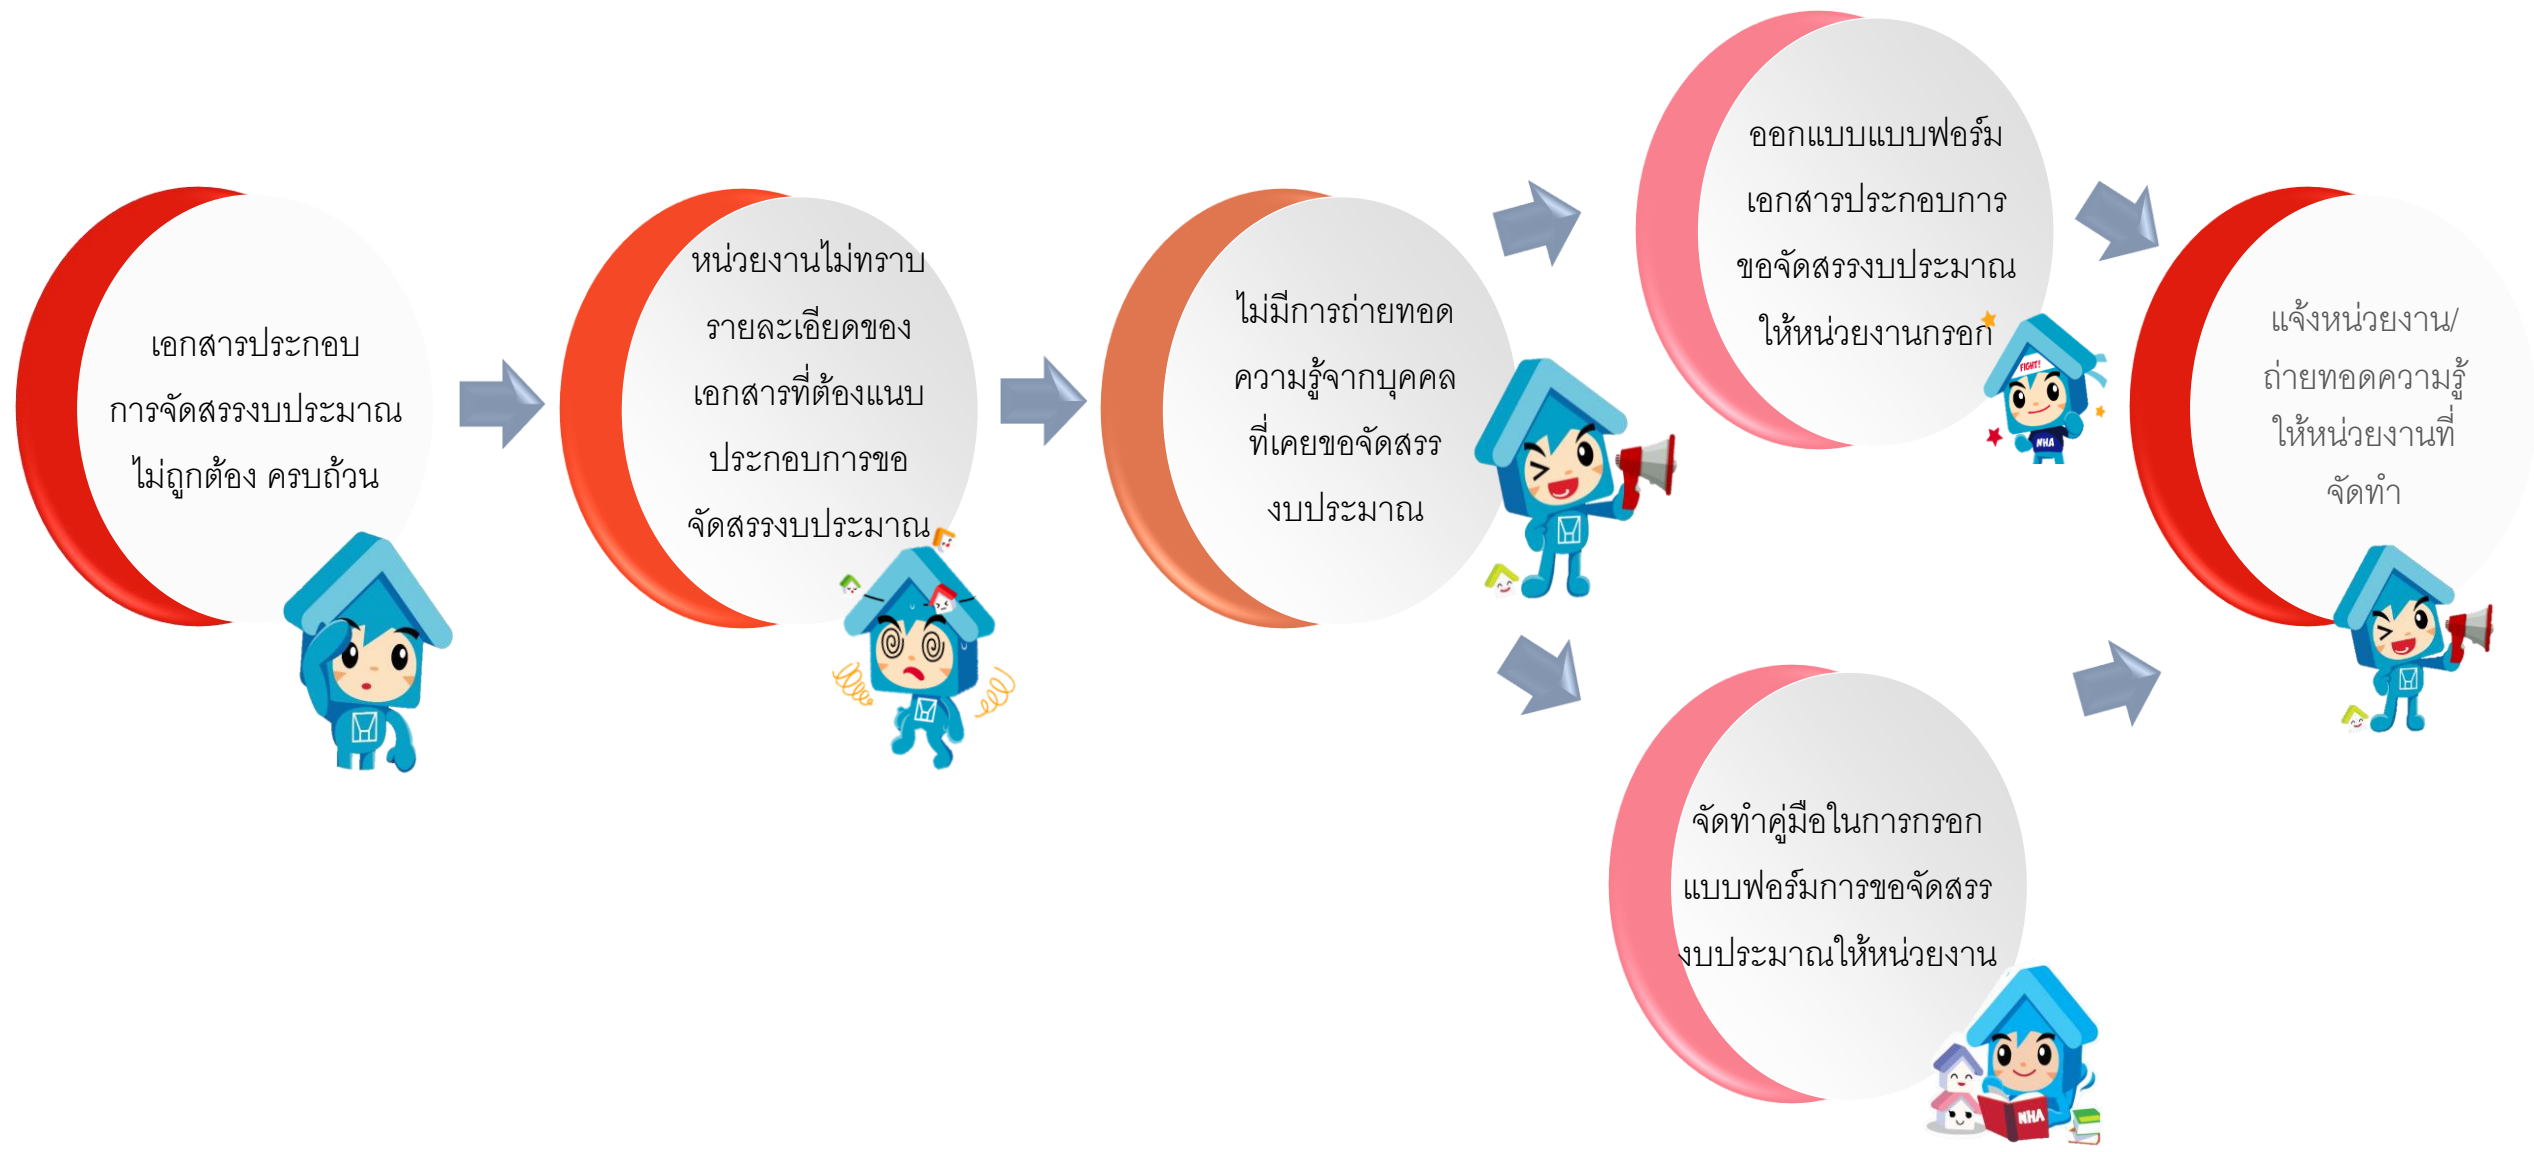 เอกสารประกอบ
การจัดสรรงบประมาณ
ไม่ถูกต้อง ครบถ้วน
หน่วยงานไม่ทราบ
รายละเอียดของ
เอกสารที่ต้องแนบ
ประกอบการขอ
จัดสรรงบประมาณ
ไม่มีการถ่ายทอด
ความรู้จากบุคคล
ที่เคยขอจัดสรร
งบประมาณ
ออกแบบแบบฟอร์ม
เอกสารประกอบการ
ขอจัดสรรงบประมาณ
ให้หน่วยงานกรอก
FIGHT!
NHA
จัดทำคู่มือในการกรอก
แบบฟอร์มการขอจัดสรร
งบประมาณให้หน่วยงาน
NHA
แจ้งหน่วยงาน/
ถ่ายทอดความรู้
ให้หน่วยงานที่
จัดทำ